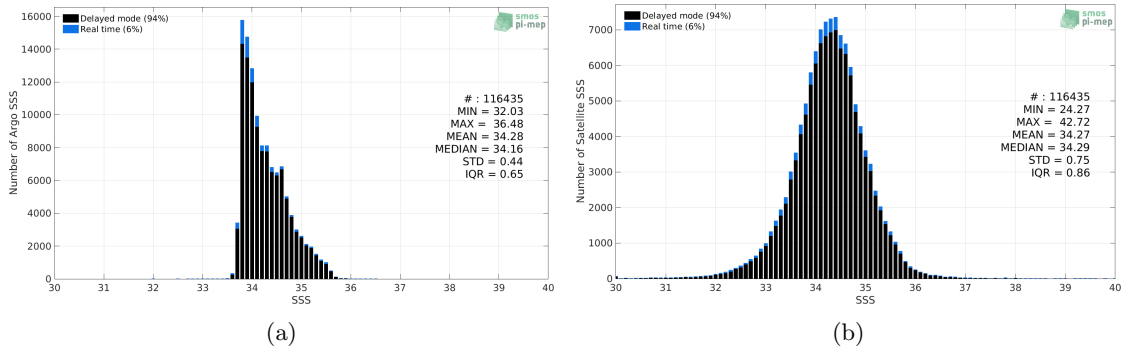 Delayed mode (94%)
Real time (6%)
smos
pi-mep
16000
14000
12000
10000
8000
6000
4000
2000
0
Number of Argo SSS
# : 116435
MIN = 32.03
MAX = 36.48
MEAN = 34.28
MEDIAN = 34.16
STD = 0.44
IQR = 0.65
30 31 32 33 34 35 36 37 38 39 40
SSS
(a)
Delayed mode (94%)
Real time (6%)
smos
pi-mep
7000
6000
5000
4000
3000
2000
1000
0
Number of Satellite SSS
# : 116435
MIN = 24.27
MAX = 42.72
MEAN = 34.27
MEDIAN = 34.29
STD = 0.75
IQR = 0.86
30 31 32 33 34 35 36 37 38 39 40
SSS
(b)